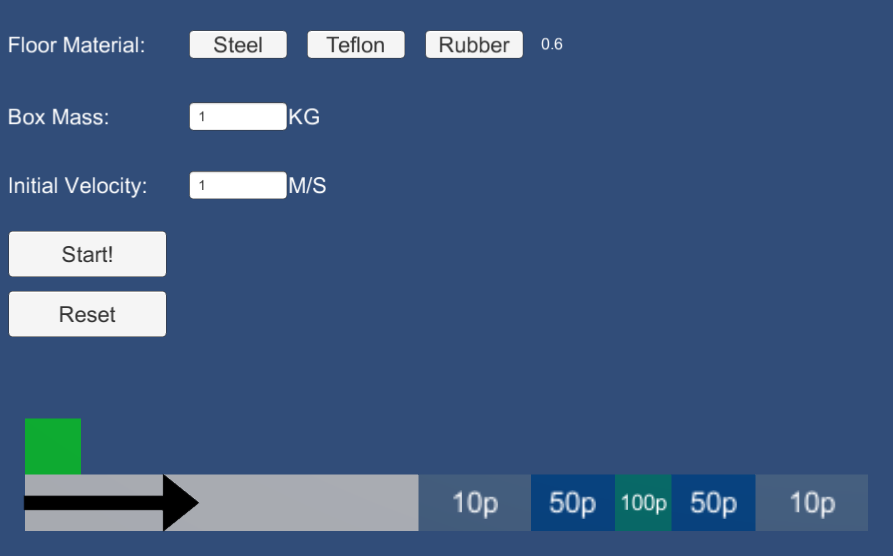 Floor Material: Steel Teflon Rubber 0.6
Box Mass: 1 KG
Initial Velocity: 1 M/S
Start!
Reset
10p 50p 100p 50p 10p